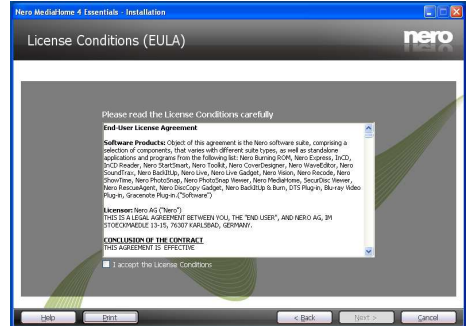 Nero MediaHome 4 Essentials - Installation
License Conditions (EULA)
nero
Please read the License Conditions carefully
End-User License Agreement
Software Products: Object of this agreement is the Nero software suite, comprising a
selection of components, that varies with different suite types, as well as standalone
applications and programs from the following list: Nero Burning ROM, Nero Express, InCD,
InCD Reader, Nero StartSmart, Nero Toolkit, Nero CoverDesigner, Nero WaveEditor, Nero
SoundTrax, Nero BackItUp, Nero Live, Nero Live Gadget, Nero Vision, Nero Recode, Nero
ShowTime, Nero PhotoSnap, Nero PhotoSnap Viewer, Nero MediaHome, SecurDisc Viewer,
Nero RescueAgent, Nero DiscCopy Gadget, Nero BackItUp & Burn, DTS Plug-in, Blu-ray Video
Plug-in, Gracenote Plug-in.("Software")
Licensor: Nero AG ("Nero")
THIS IS A LEGAL AGREEMENT BETWEEN YOU, THE "END USER", AND NERO AG, IM
STOECKMAEDLE 13-15, 76307 KARLSBAD, GERMANY.
CONCLUSION OF THE CONTRACT
THIS AGREEMENT IS EFFECTIVE
I accept the License Conditions
Help
Print
< Back
Next >
Cancel